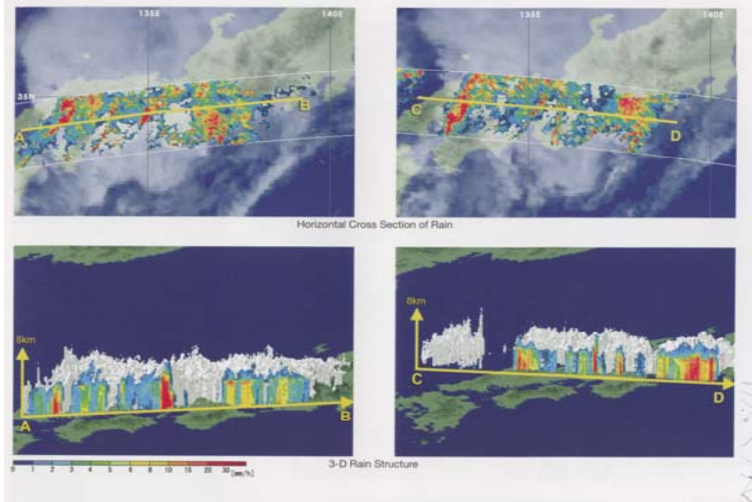 135E
140E
35N
A
B
135E
140E
C
D
Horizontal Cross Section of Rain
8km
A
B
8km
C
D
0 1 2 3 4 5 6 8 10 16 20 30
[mm/h]
3-D Rain Structure